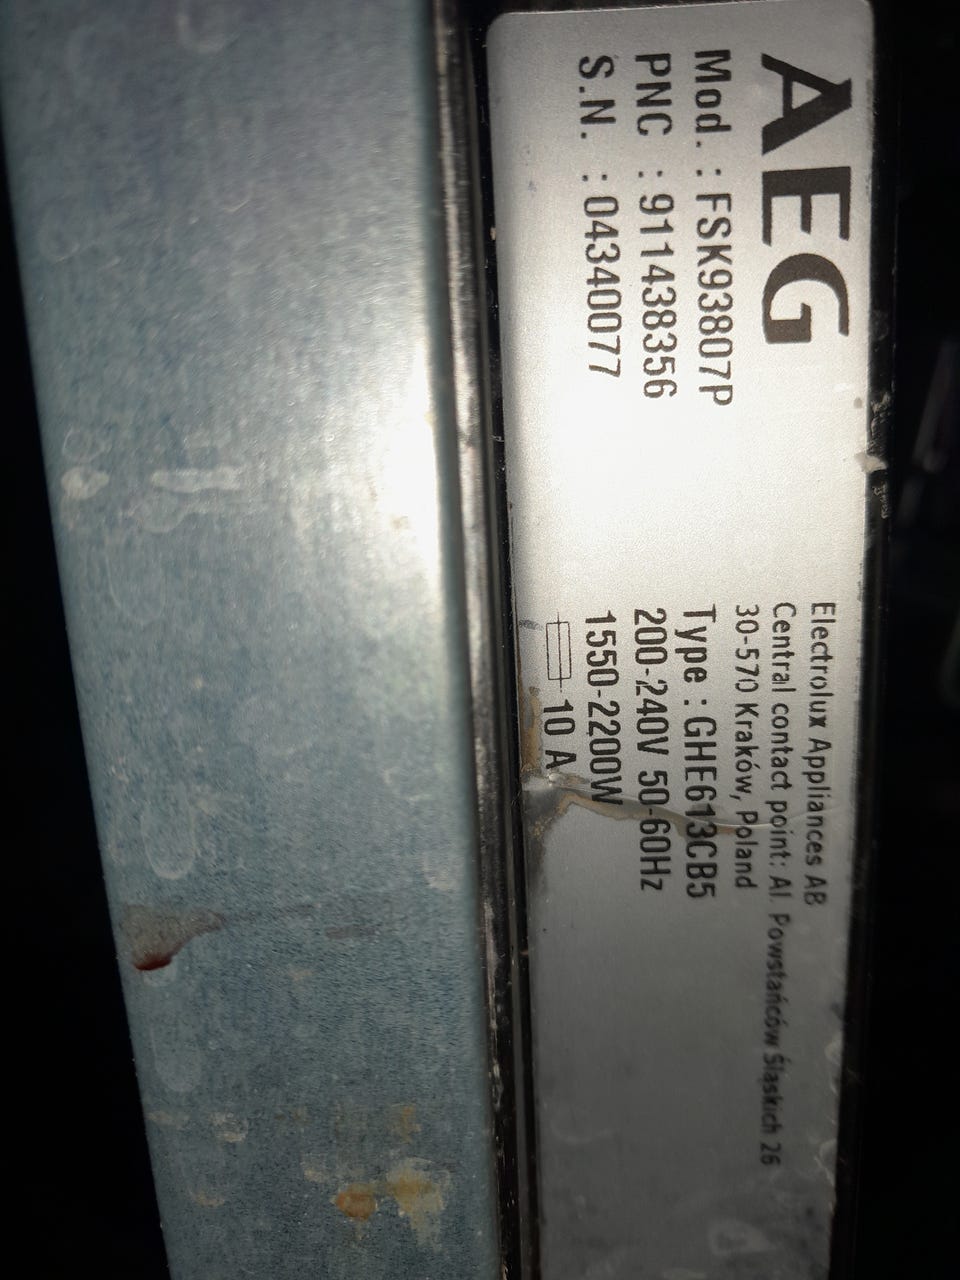 AEG
Mod. : FSK93807P
PNC : 911438356
S.N. : 04340077
Electrolux Appliances AB
Central contact point: Al. Powstańców Śląskich 26
30-570 Kraków, Poland
Type : GHE613CB5
200-240V 50-60Hz
1550-2200W
10 A